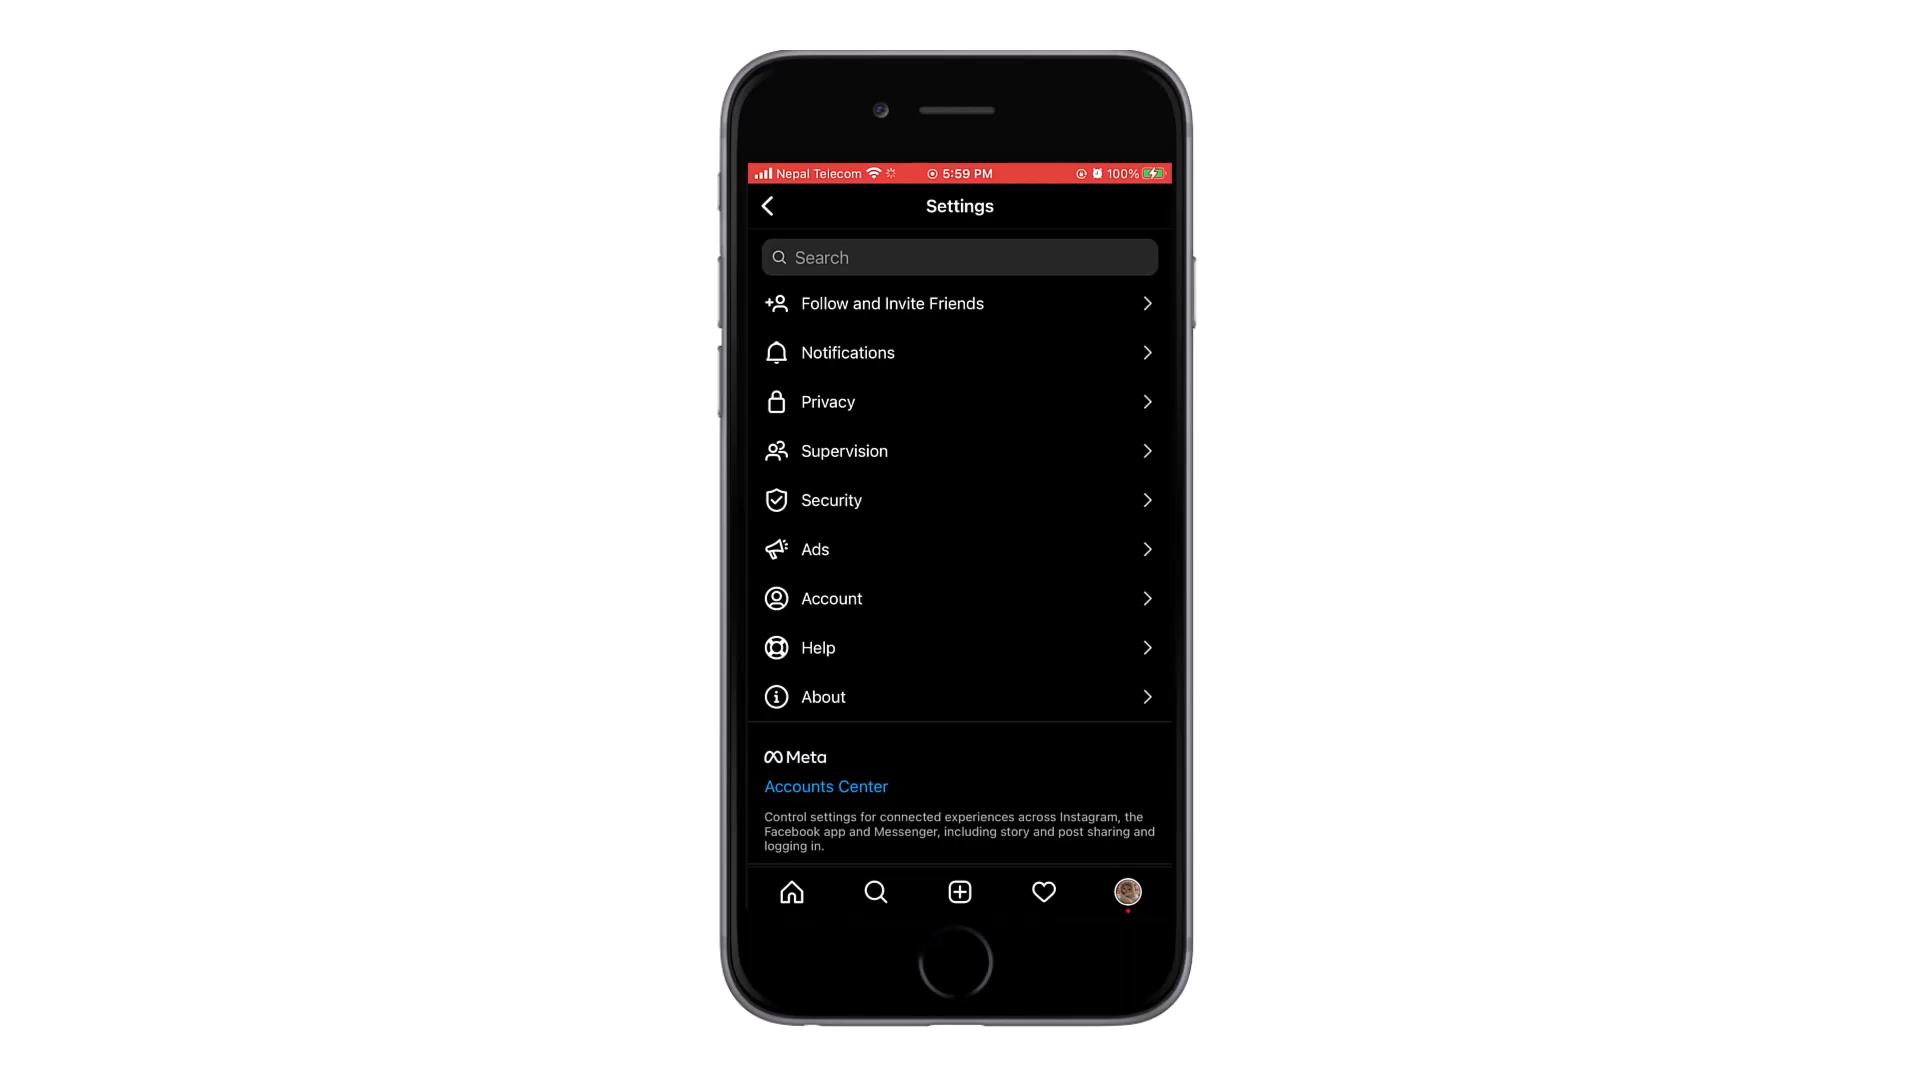 Nepal Telecom 5:59 PM 100%
Settings
Search
Follow and Invite Friends
Notifications
Privacy
Supervision
Security
Ads
Account
Help
About
Meta
Accounts Center
Control settings for connected experiences across Instagram, the
Facebook app and Messenger, including story and post sharing and
logging in.